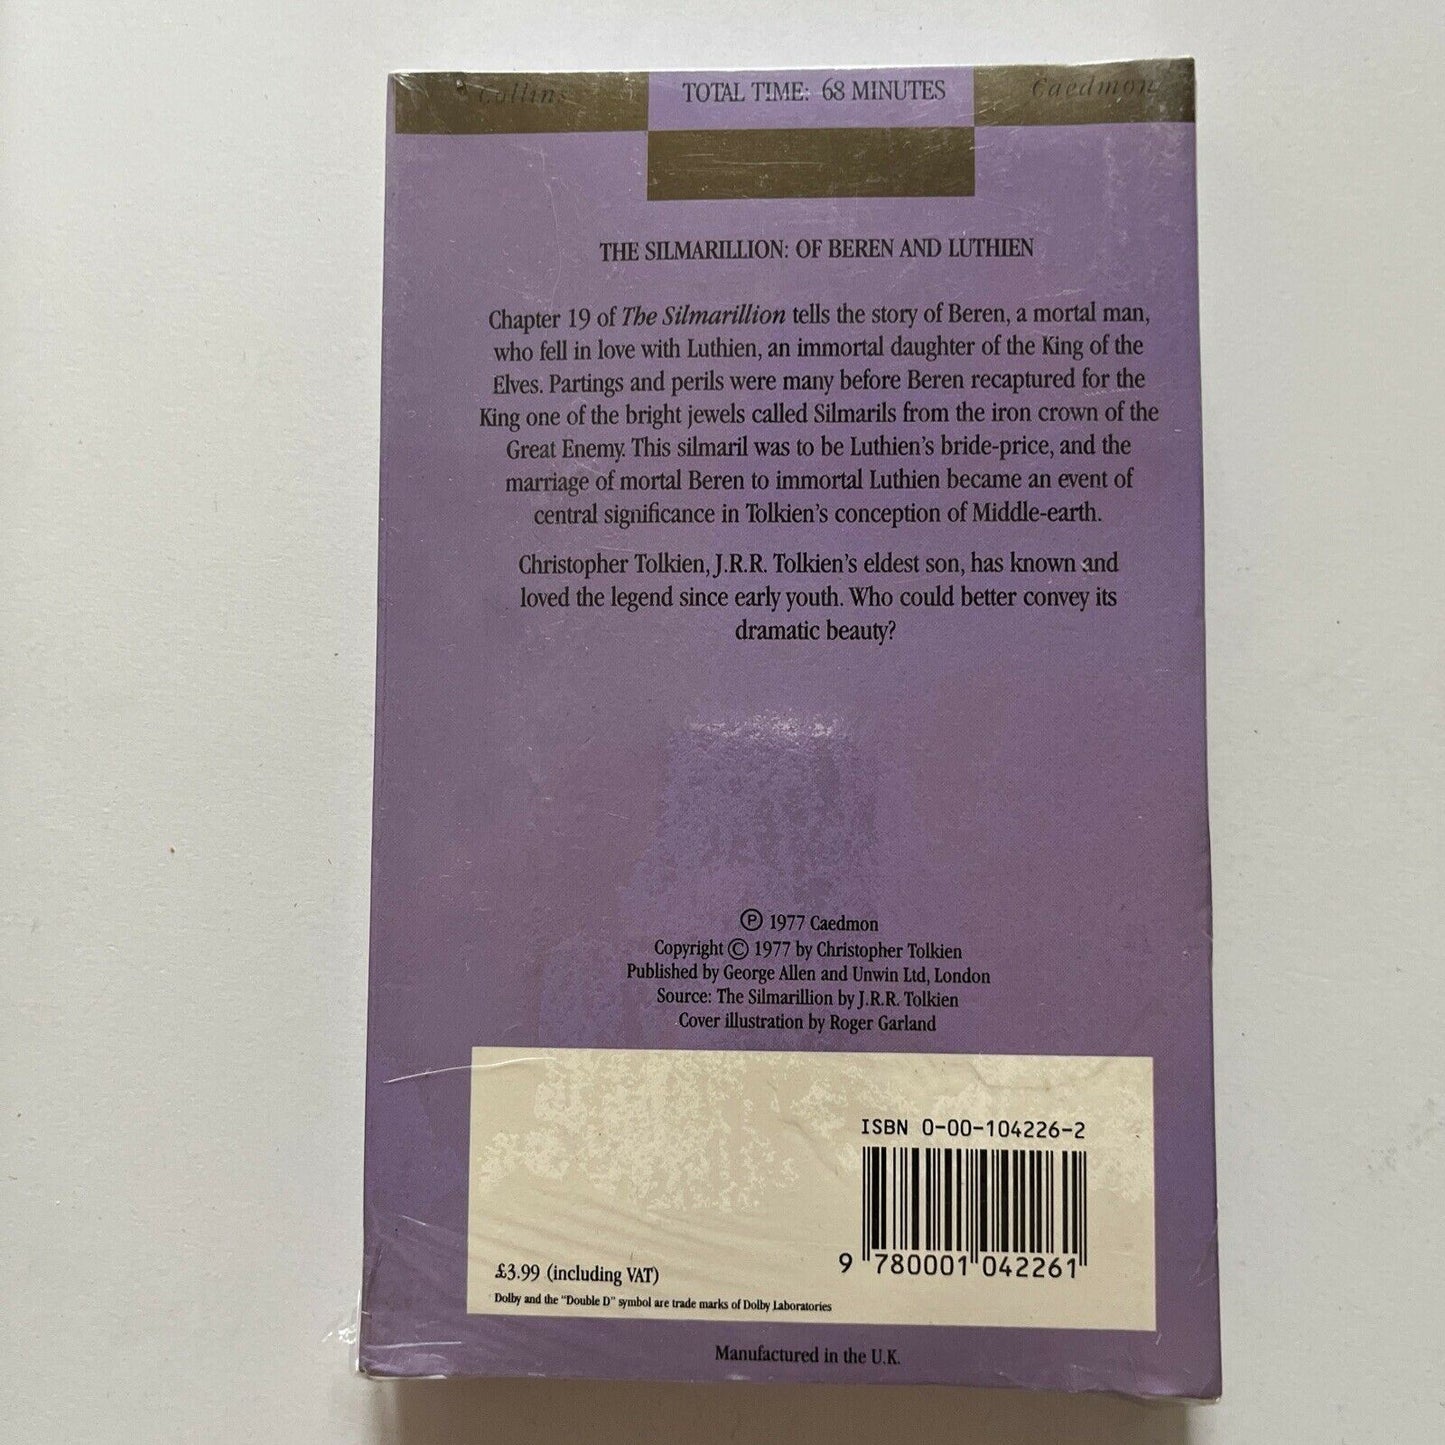 Collins
TOTAL TIME: 68 MINUTES
Caedmon
THE SILMARILLION: OF BEREN AND LUTHIEN
Chapter 19 of The Silmarillion tells the story of Beren, a mortal man,
who fell in love with Luthien, an immortal daughter of the King of the
Elves. Partings and perils were many before Beren recaptured for the
King one of the bright jewels called Silmarils from the iron crown of the
Great Enemy. This silmaril was to be Luthien's bride-price, and the
marriage of mortal Beren to immortal Luthien became an event of
central significance in Tolkien's conception of Middle-earth.
Christopher Tolkien, J.R.R. Tolkien's eldest son, has known and
loved the legend since early youth. Who could better convey its
dramatic beauty?
Ⓟ 1977 Caedmon
Copyright © 1977 by Christopher Tolkien
Published by George Allen and Unwin Ltd, London
Source: The Silmarillion by J.R.R. Tolkien
Cover illustration by Roger Garland
ISBN 0-00-104226-2
9 780001 042261
£3.99 (including VAT)
Dolby and the "Double D" symbol are trade marks of Dolby Laboratories
Manufactured in the U.K.